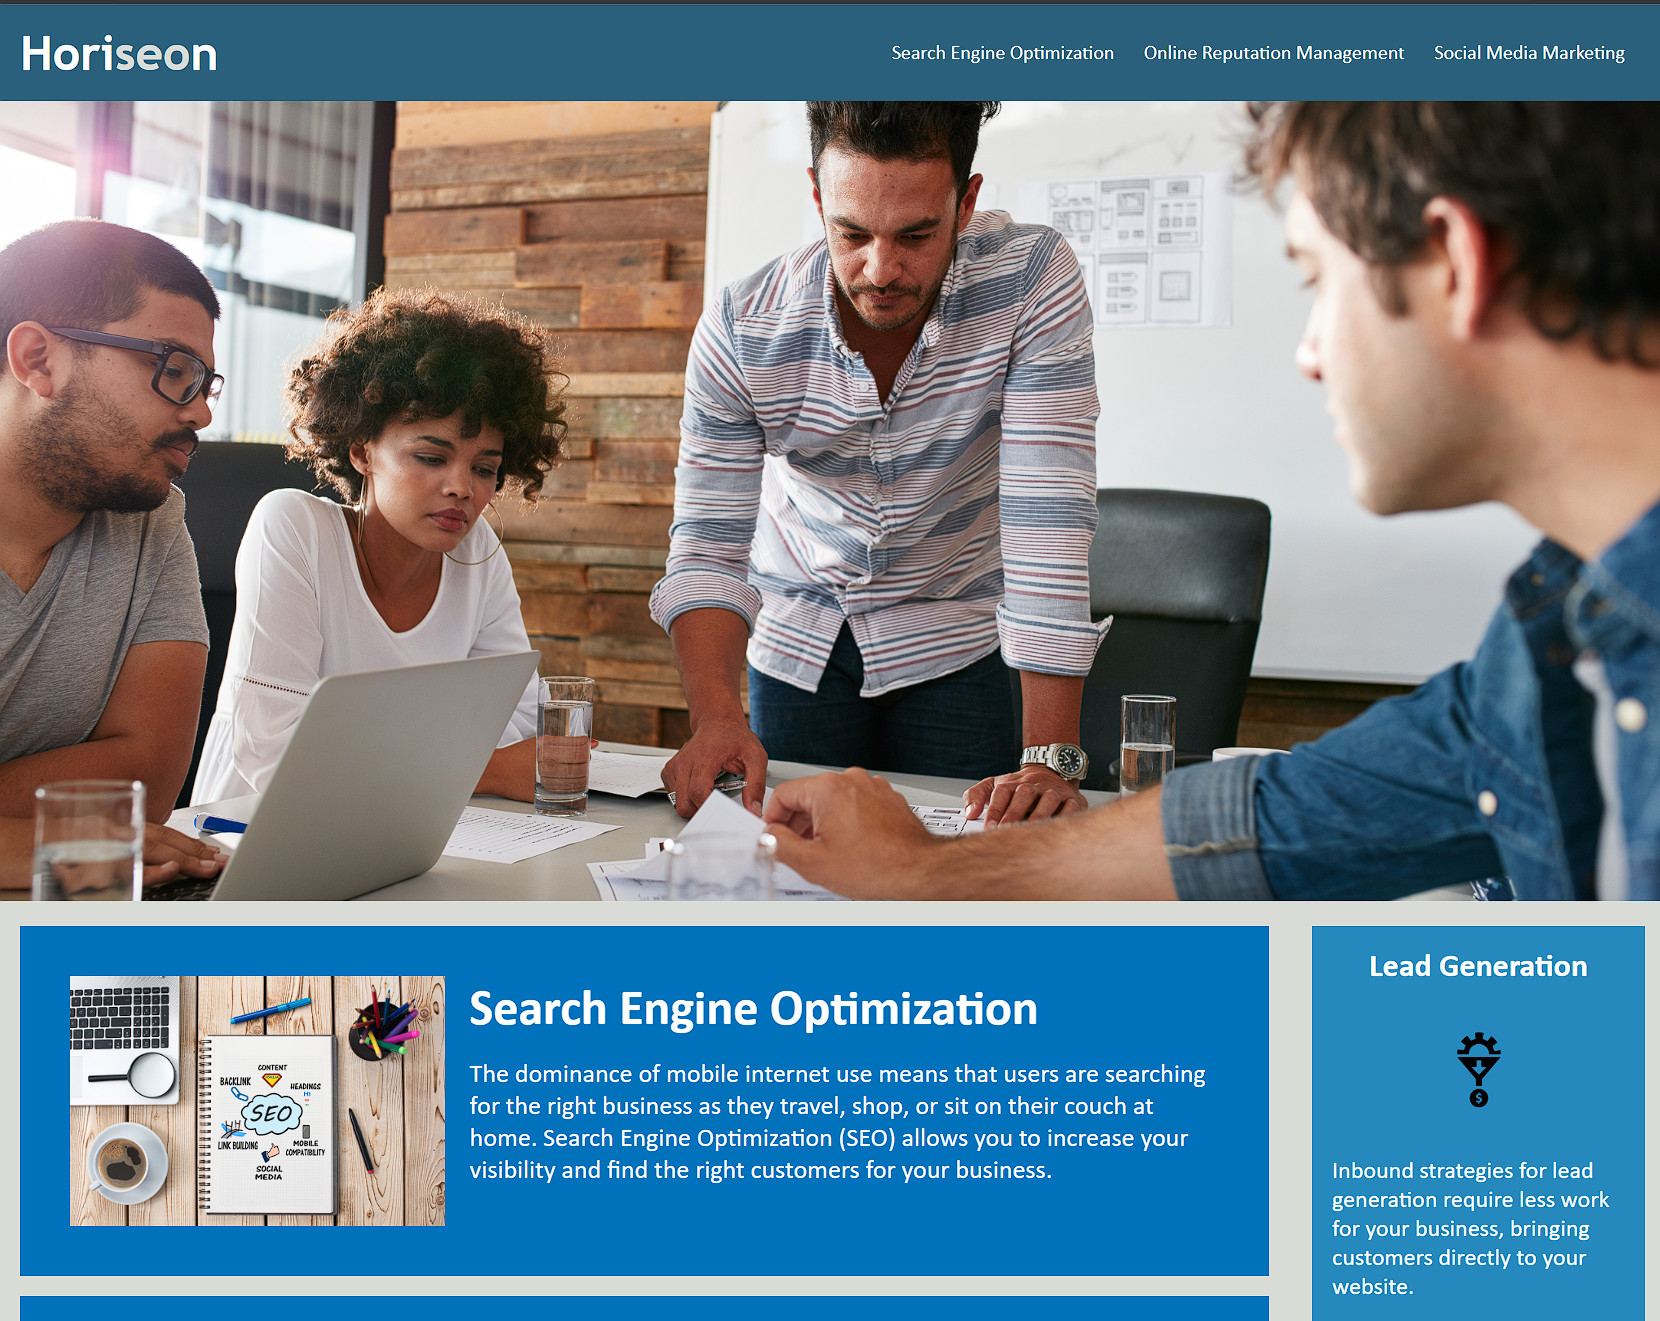 Horiseon
Search Engine Optimization
Online Reputation Management
Social Media Marketing
CONTENT
BACKLINK
HEADINGS
H1
SEO
LINK BUILDING
MOBILE
COMPATIBILITY
SOCIAL
MEDIA
Search Engine Optimization
The dominance of mobile internet use means that users are searching
for the right business as they travel, shop, or sit on their couch at
home. Search Engine Optimization (SEO) allows you to increase your
visibility and find the right customers for your business.
Lead Generation
$
Inbound strategies for lead
generation require less work
for your business, bringing
customers directly to your
website.